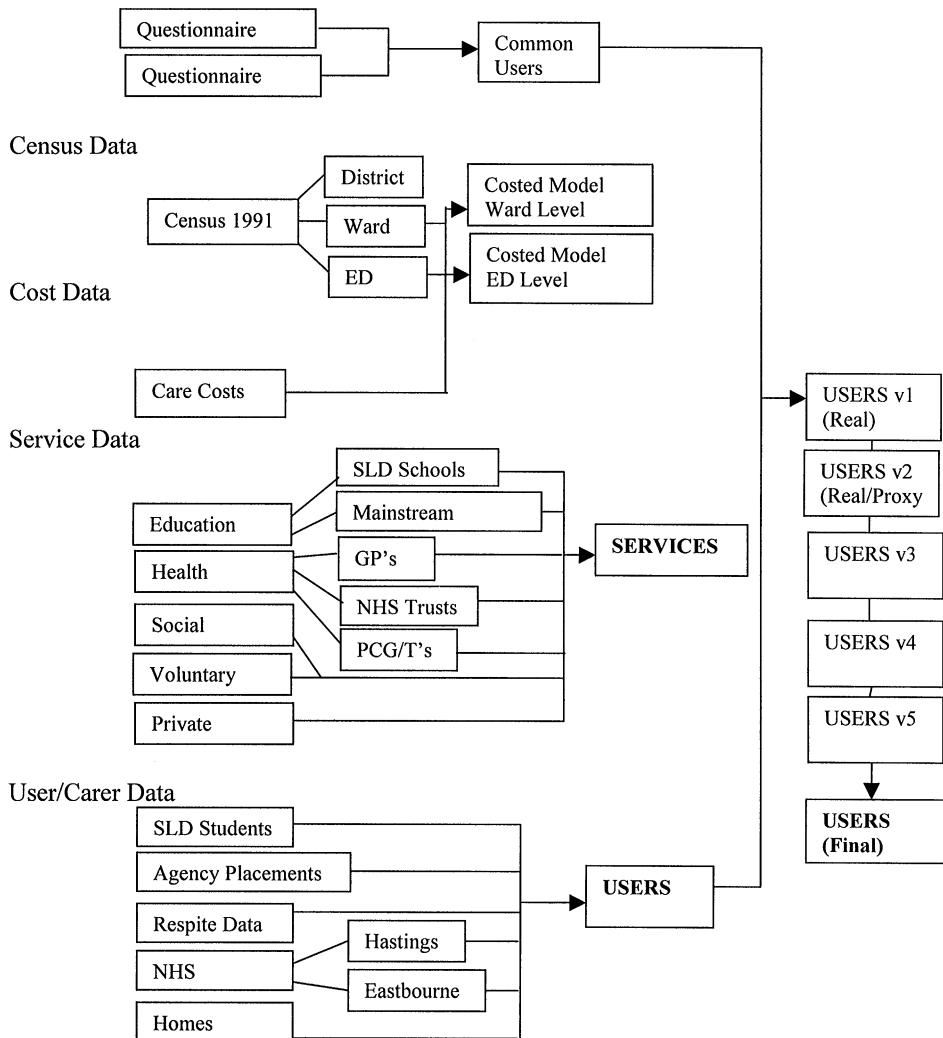 Questionnaire
Questionnaire
Common
Users
Census Data
Census 1991
District
Ward
ED
Costed Model
Ward Level
Costed Model
ED Level
Cost Data
Care Costs
Service Data
Education
Health
Social
Voluntary
Private
SLD Schools
Mainstream
GP's
NHS Trusts
PCG/T's
SERVICES
User/Carer Data
SLD Students
Agency Placements
Respite Data
NHS
Homes
Hastings
Eastbourne
USERS
USERS v1
(Real)
USERS v2
(Real/Proxy
USERS v3
USERS v4
USERS v5
USERS
(Final)